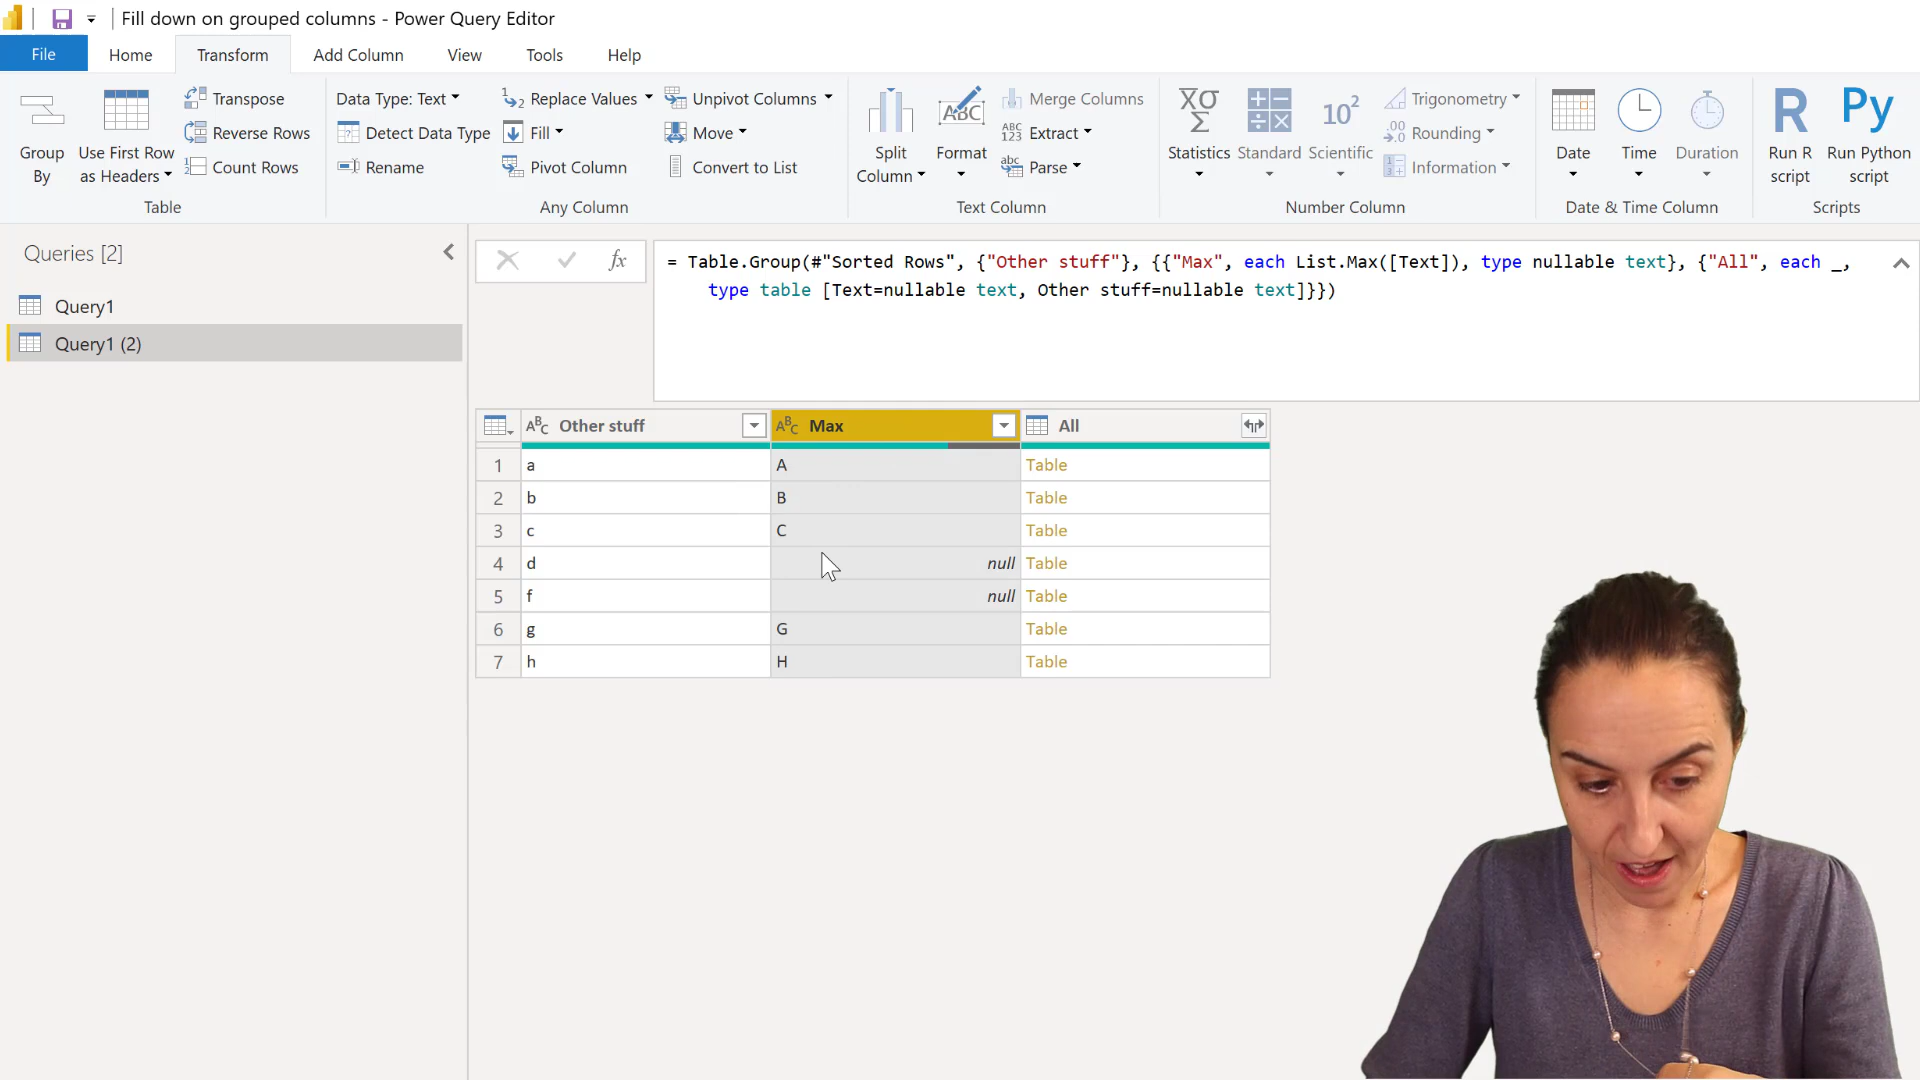 Fill down on grouped columns - Power Query Editor
File Home Transform Add Column View Tools Help
Group By
Use First Row as Headers
Transpose
Reverse Rows
Count Rows
Table
Data Type: Text
Detect Data Type
Rename
Replace Values
Fill
Pivot Column
Unpivot Columns
Move
Convert to List
Any Column
Split Column
Format
Merge Columns
Extract
Parse
Text Column
Statistics
Standard
Scientific
Trigonometry
Rounding
Information
Number Column
Date
Time
Duration
Date & Time Column
Run R script
Run Python script
Scripts
Queries [2]
Query1
Query1 (2)
fx
= Table.Group(#"Sorted Rows", {"Other stuff"}, {{"Max", each List.Max([Text]), type nullable text}, {"All", each _,
type table [Text=nullable text, Other stuff=nullable text]}})
Other stuff Max All
1 a A Table
2 b B Table
3 c C Table
4 d null Table
5 f null Table
6 g G Table
7 h H Table